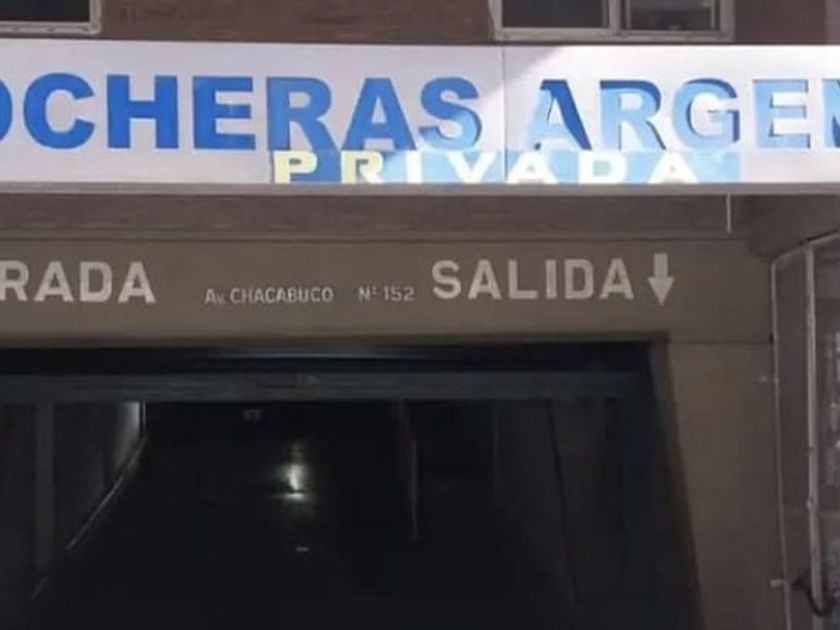 OCHERAS ARGEN
PRIVADA
RADA Av. CHACABUCO Nº 152 SALIDA ↓